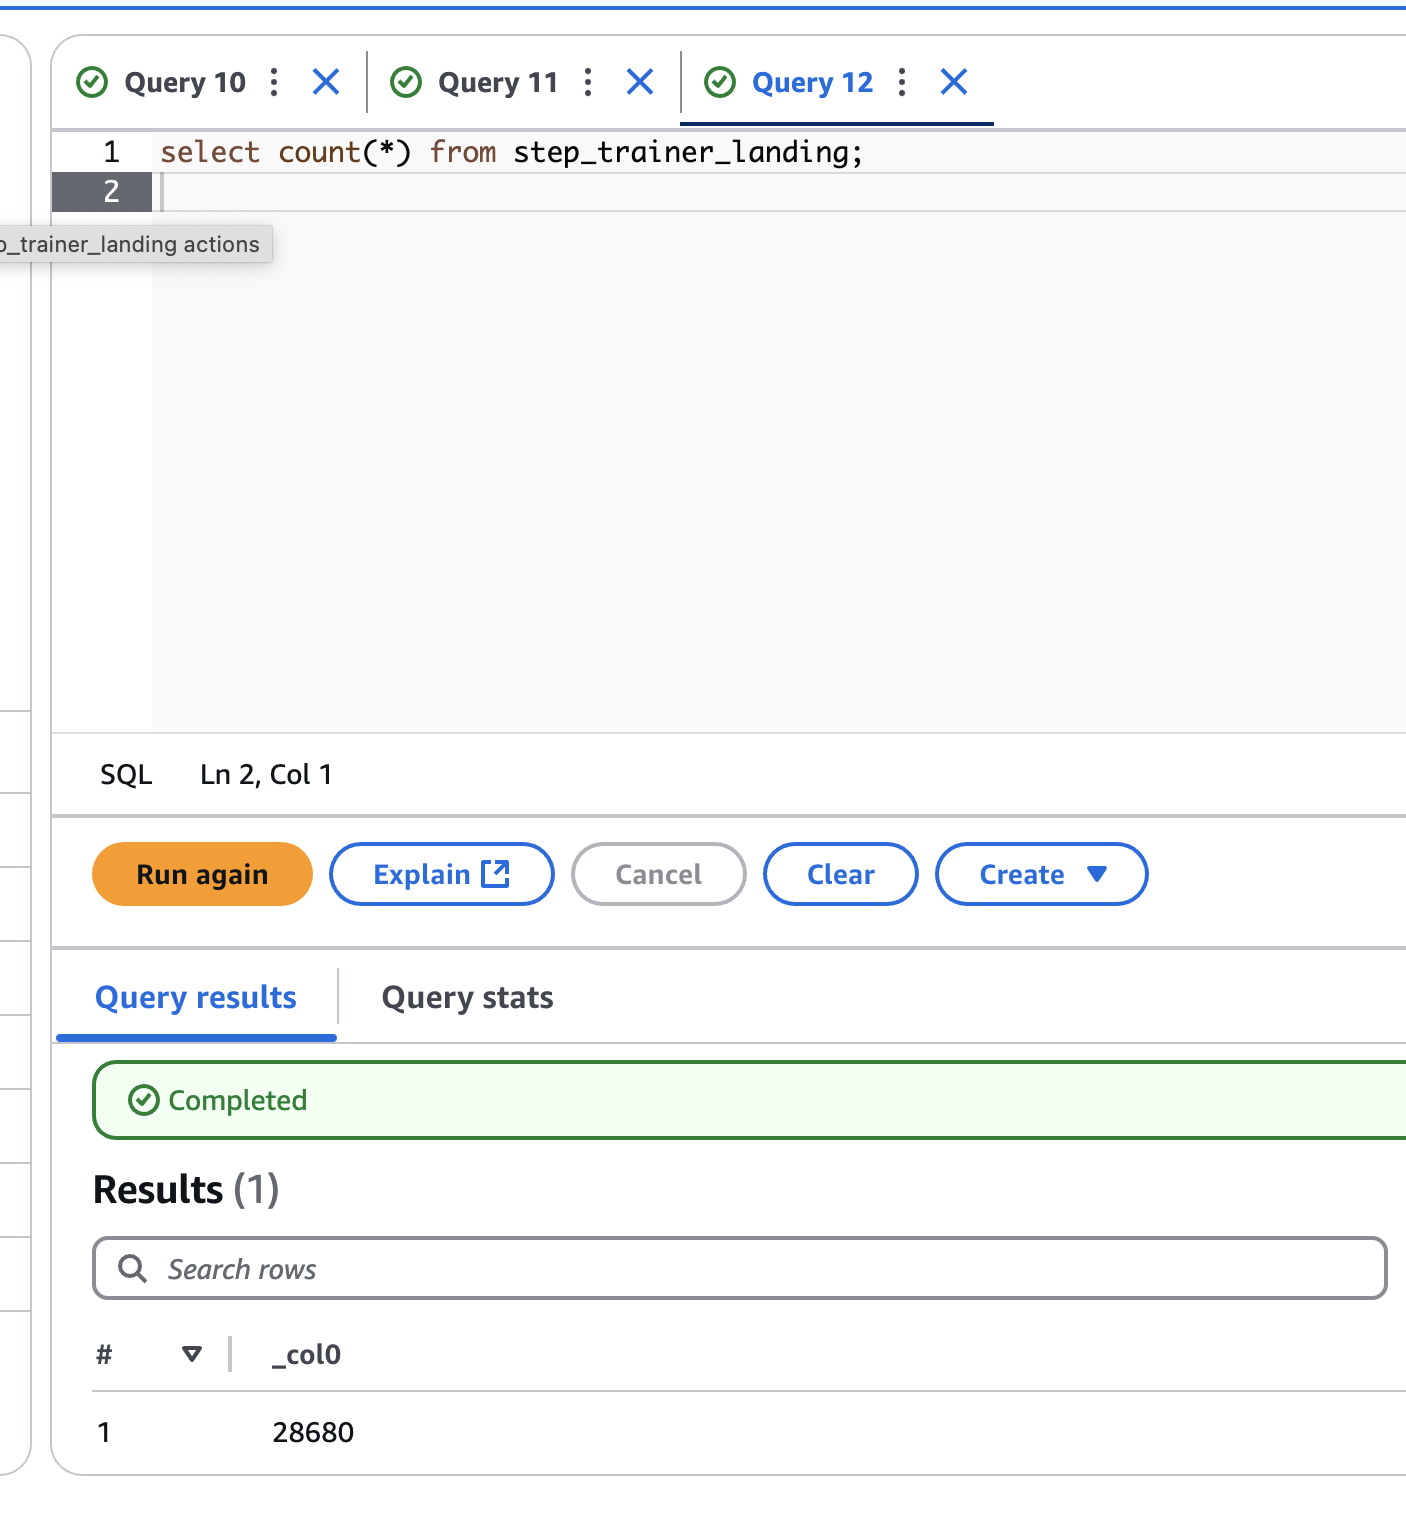 Query 10 Query 11 Query 12
1 select count(*) from step_trainer_landing;
2
_trainer_landing actions
SQL Ln 2, Col 1
Run again Explain Cancel Clear Create
Query results Query stats
Completed
Results (1)
Search rows
# _col0
1 28680